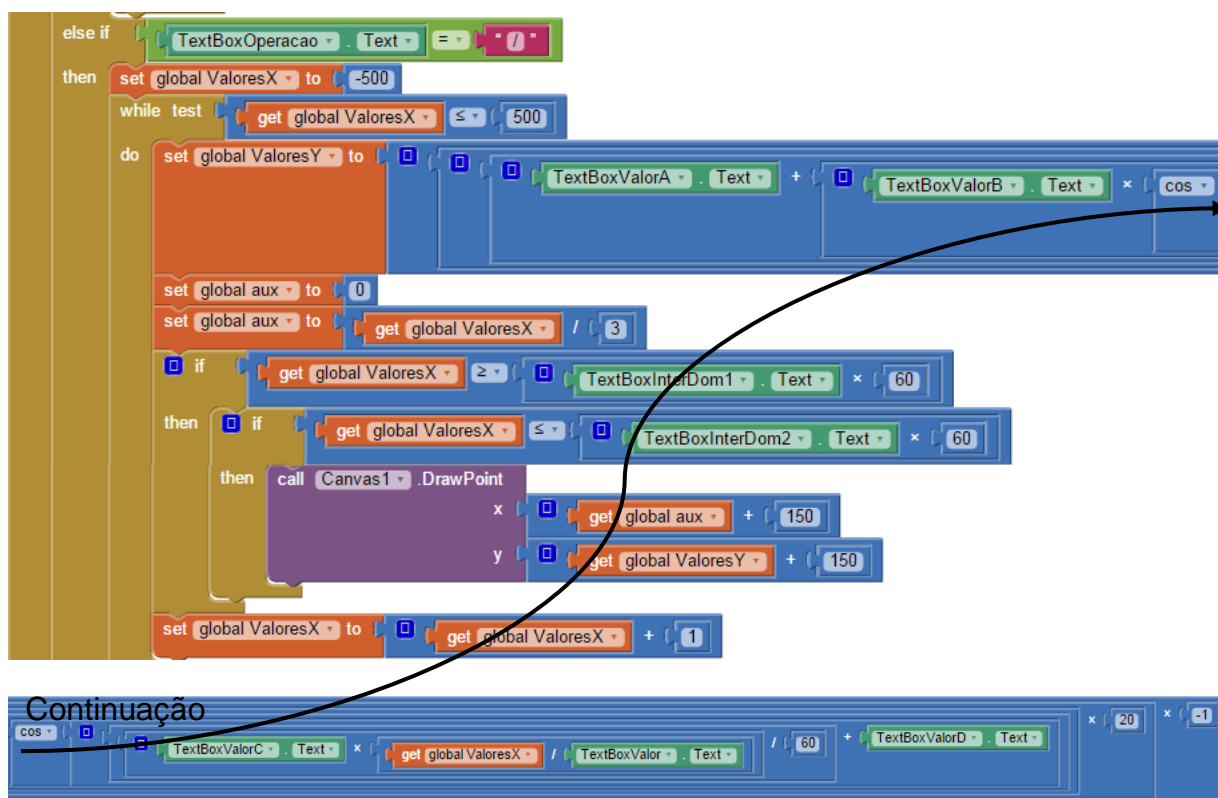 else if TextBoxOperacao . Text = " / "
then set global ValoresX to -500
while test get global ValoresX ≤ 500
do set global ValoresY to TextBoxValorA . Text + TextBoxValorB . Text × cos
set global aux to 0
set global aux to get global ValoresX / 3
if get global ValoresX ≥ TextBoxInterDom1 . Text × 60
then if get global ValoresX ≤ TextBoxInterDom2 . Text × 60
then call Canvas1 .DrawPoint
x get global aux + 150
y get global ValoresY + 150
set global ValoresX to get global ValoresX + 1
Continuação
cos TextBoxValorC . Text × get global ValoresX / TextBoxValor . Text / 60 + TextBoxValorD . Text × 20 × -1